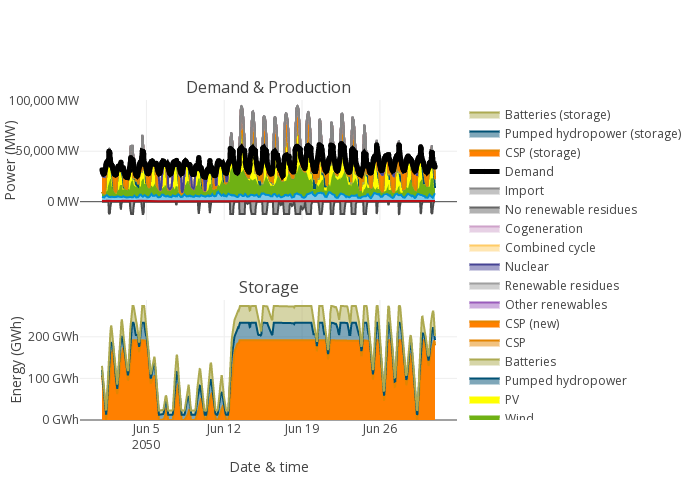 Demand & Production
100,000 MW
50,000 MW
0 MW
Power (MW)
Storage
200 GWh
100 GWh
0 GWh
Energy (GWh)
Jun 5
2050
Jun 12
Jun 19
Jun 26
Date & time
Batteries (storage)
Pumped hydropower (storage)
CSP (storage)
Demand
Import
No renewable residues
Cogeneration
Combined cycle
Nuclear
Renewable residues
Other renewables
CSP (new)
CSP
Batteries
Pumped hydropower
PV
Wind